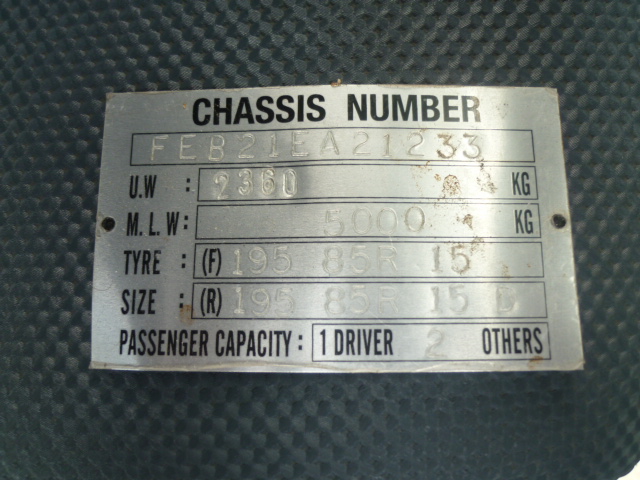 CHASSIS NUMBER
FEB21EA21233
U.W : 2360 KG
M.L.W: 5000 KG
TYRE : (F) 195 85R 15
SIZE : (R) 195 85R 15 D
PASSENGER CAPACITY: 1 DRIVER 2 OTHERS